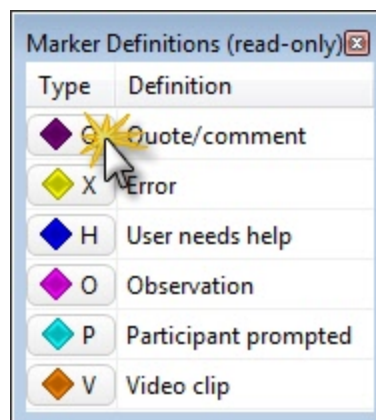 Marker Definitions (read-only)
Type Definition
Quote/comment
X Error
H User needs help
O Observation
P Participant prompted
V Video clip